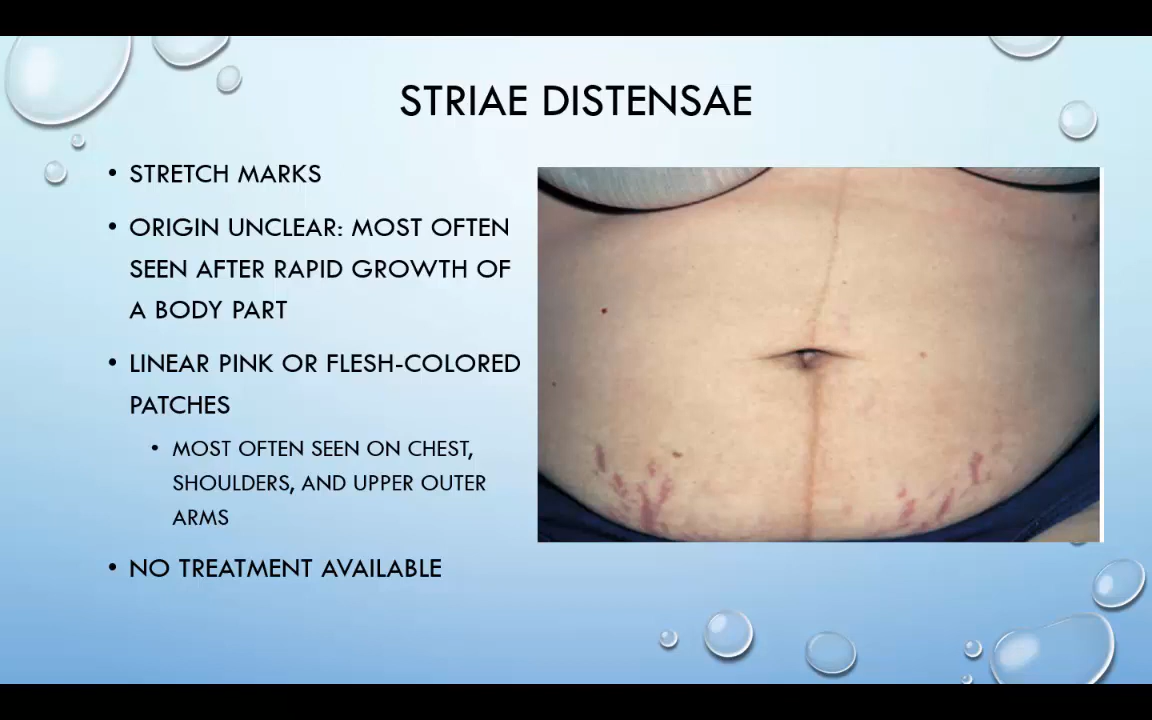 STRIAE DISTENSAE
• STRETCH MARKS
• ORIGIN UNCLEAR: MOST OFTEN
SEEN AFTER RAPID GROWTH OF
A BODY PART
• LINEAR PINK OR FLESH-COLORED
PATCHES
• MOST OFTEN SEEN ON CHEST,
SHOULDERS, AND UPPER OUTER
ARMS
• NO TREATMENT AVAILABLE